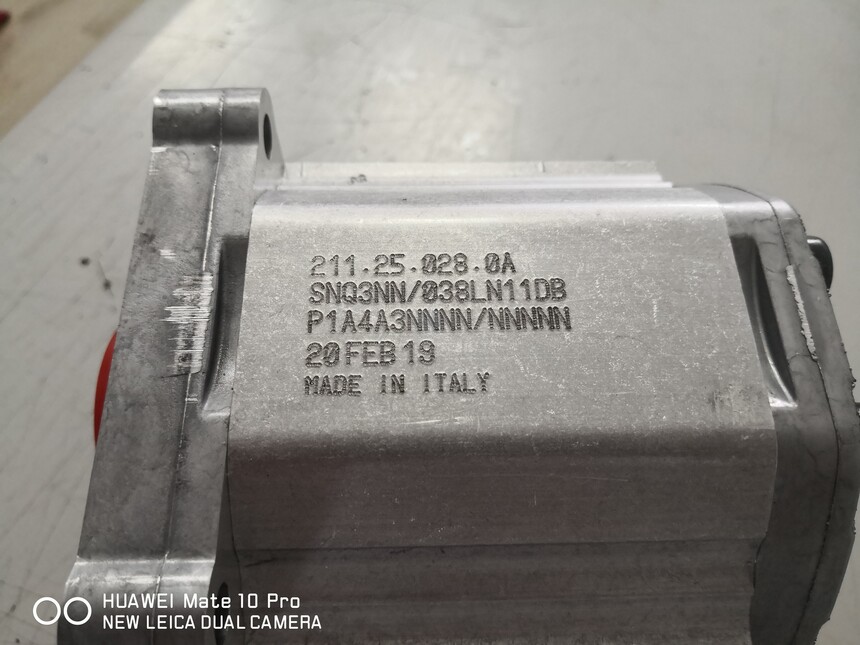 211.25.028.0A
SNQ3NN/038LN11DB
P1A4A3NNNN/NNNNN
20FEB19
MADE IN ITALY
HUAWEI Mate 10 Pro
NEW LEICA DUAL CAMERA